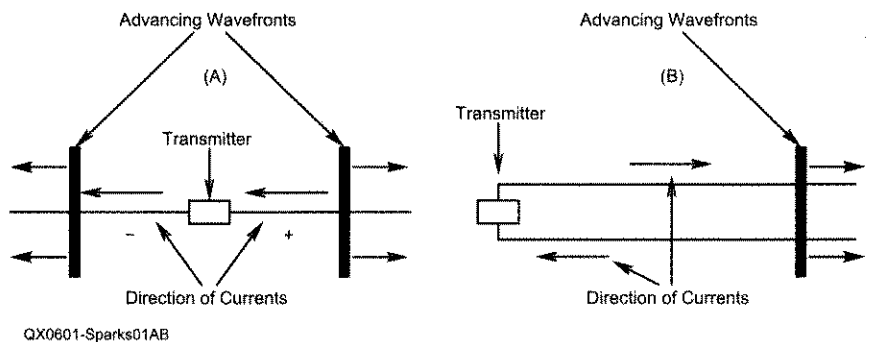 Advancing Wavefronts
(A)
Transmitter
–
+
Direction of Currents
Advancing Wavefronts
(B)
Transmitter
Direction of Currents
QX0601-Sparks01AB